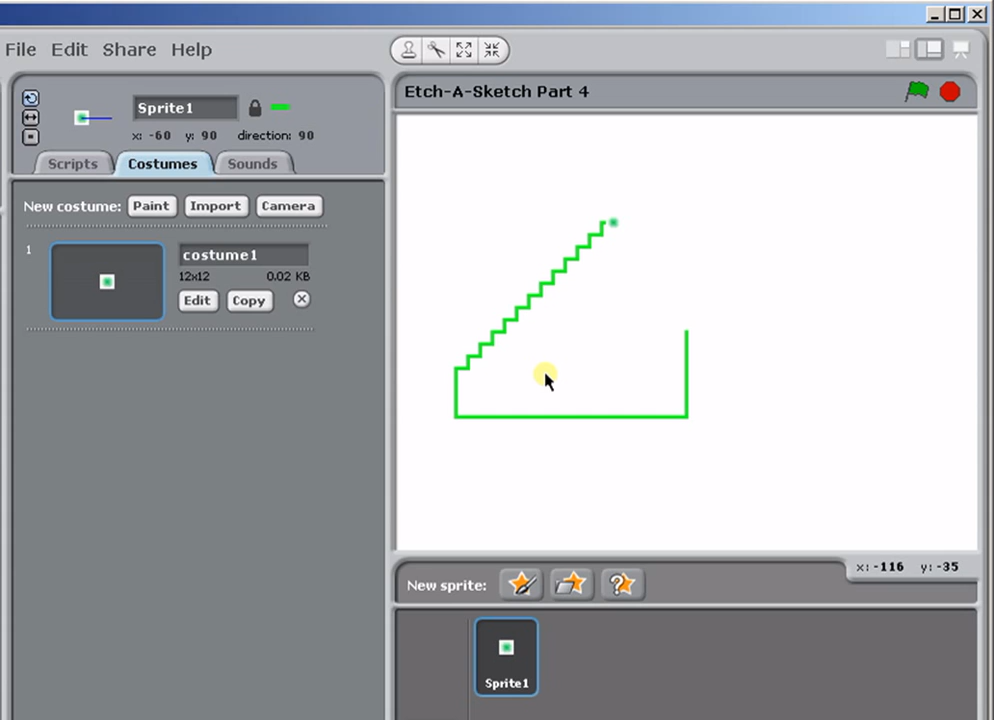 File Edit Share Help
Etch-A-Sketch Part 4
Sprite1
x: -60 y: 90 direction: 90
Scripts Costumes Sounds
New costume: Paint Import Camera
1
costume1
12x12 0.02 KB
Edit Copy
x:-116 y:-35
New sprite:
Sprite1